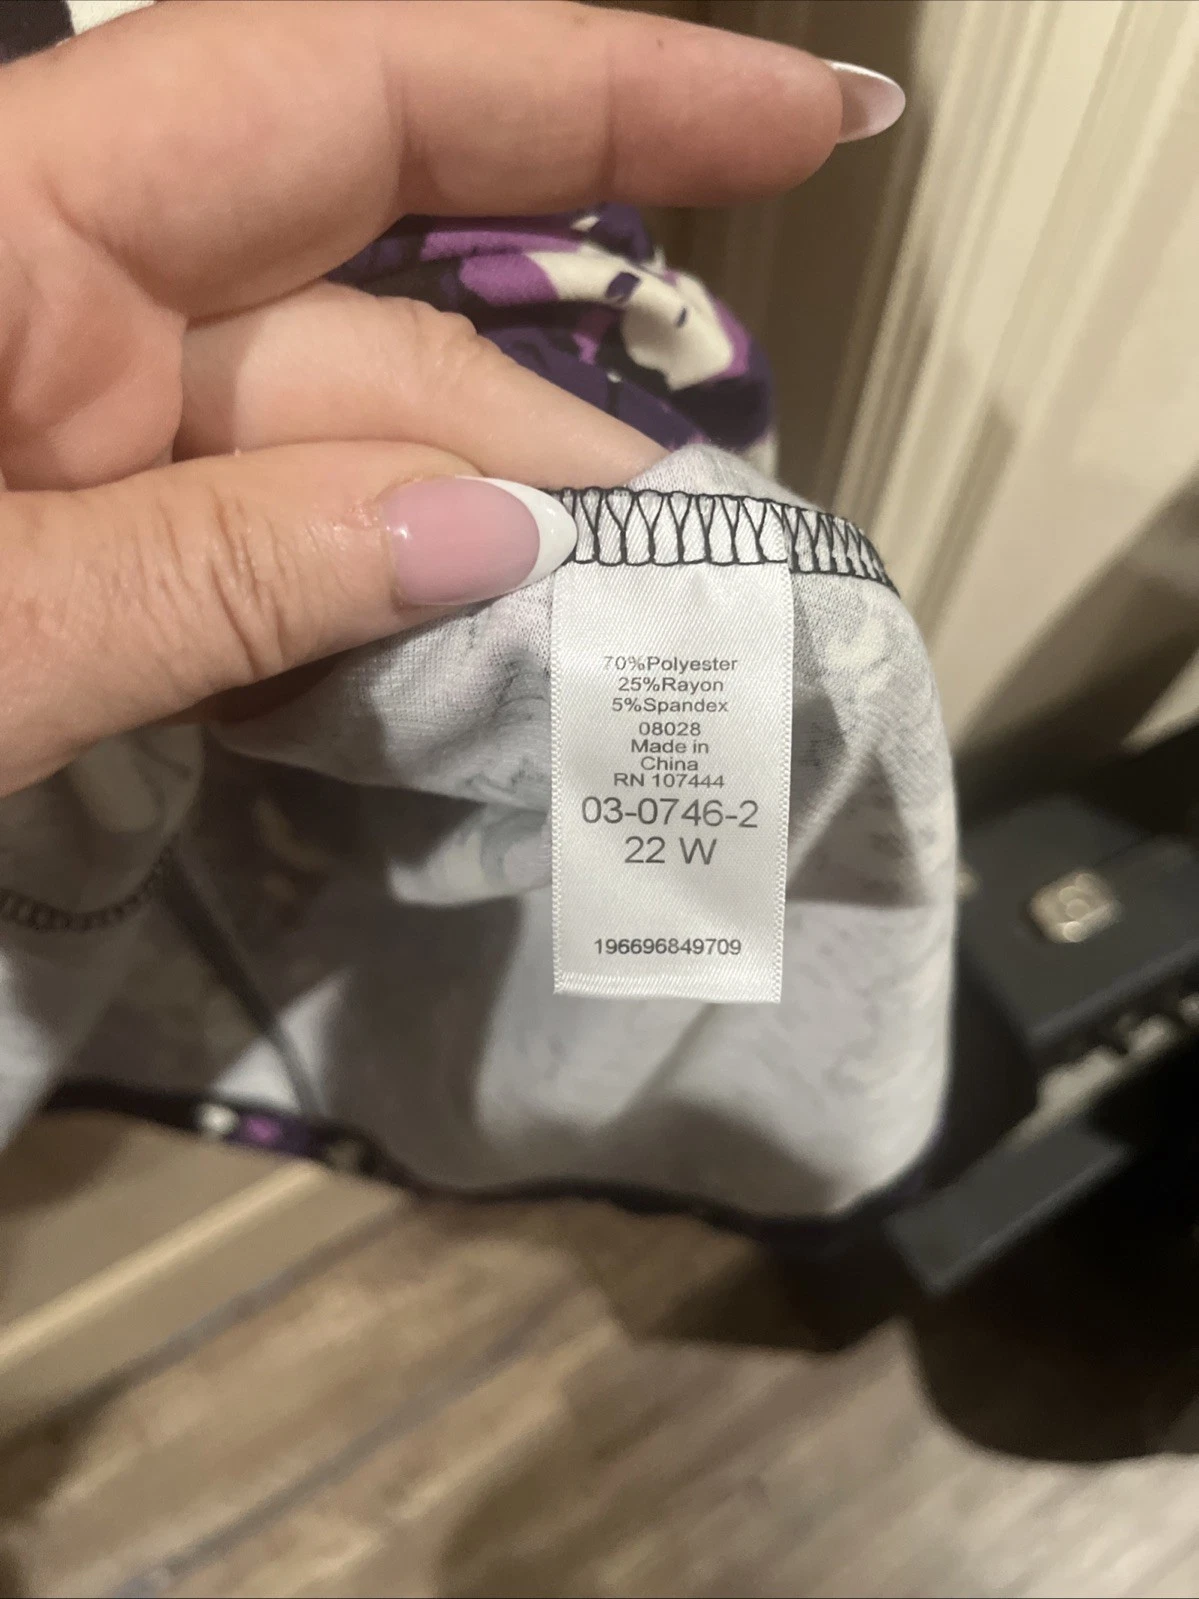 70%Polyester
25%Rayon
5%Spandex
08028
Made in
China
RN 107444
03-0746-2
22 W
196696849709